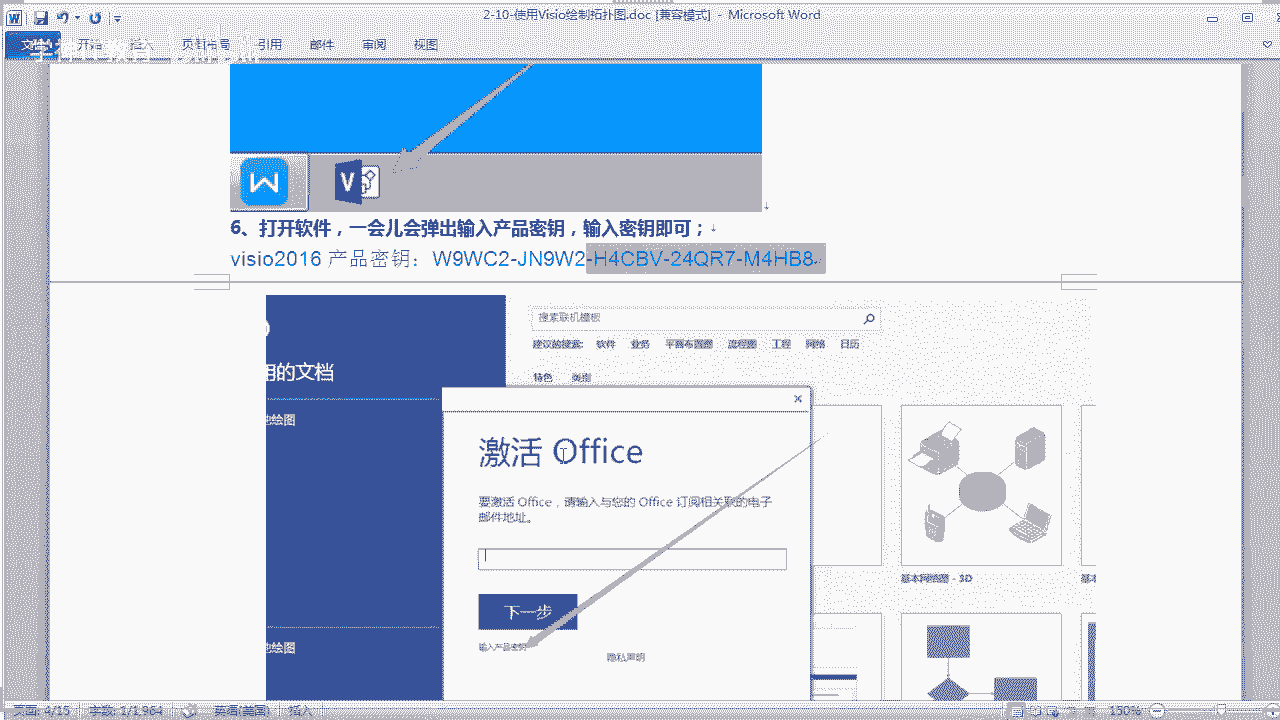 2-10-使用Visio绘制拓扑图.doc [兼容模式] - Microsoft Word
文件 开始 插入 页面布局 引用 邮件 审阅 视图
6、打开软件，一会儿会弹出输入产品密钥，输入密钥即可；
visio2016 产品密钥：W9WC2-JN9W2-H4CBV-24QR7-M4HB8
搜索联机模板
建议的搜索: 软件 业务 平面布置图 流程图 工程 网络 日历
用的文档
特色 类别
地绘图
激活 Office
要激活 Office，请输入与您的 Office 订阅相关联的电子
邮件地址。
下一步
输入产品密钥
隐私声明
基本网络图 - 3D
基本
地绘图
页面: 4/15 英语(美国) 插入 150%